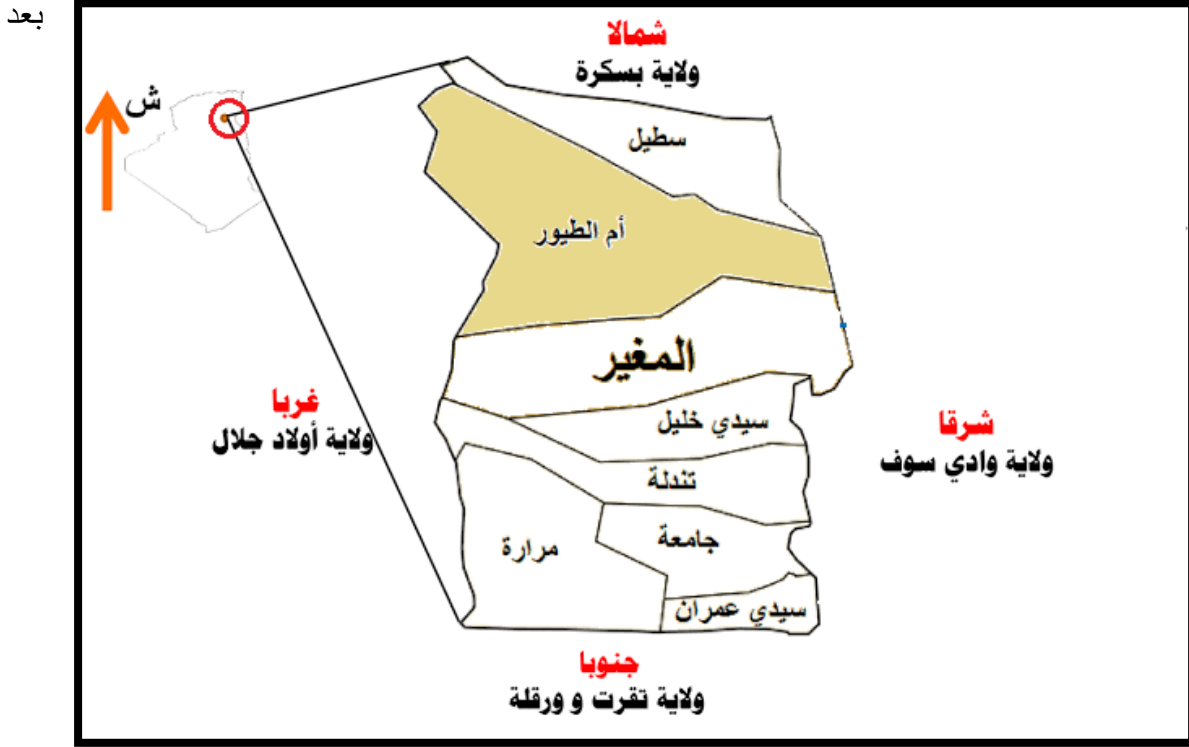 بعد
شمالا
ولاية بسكرة
ش
سطيل
أم الطيور
المغير
غربا
ولاية أولاد جلال
سيدي خليل
شرقا
ولاية وادي سوف
تندلة
جامعة
مرارة
سيدي عمران
جنوبا
ولاية تقرت و ورقلة